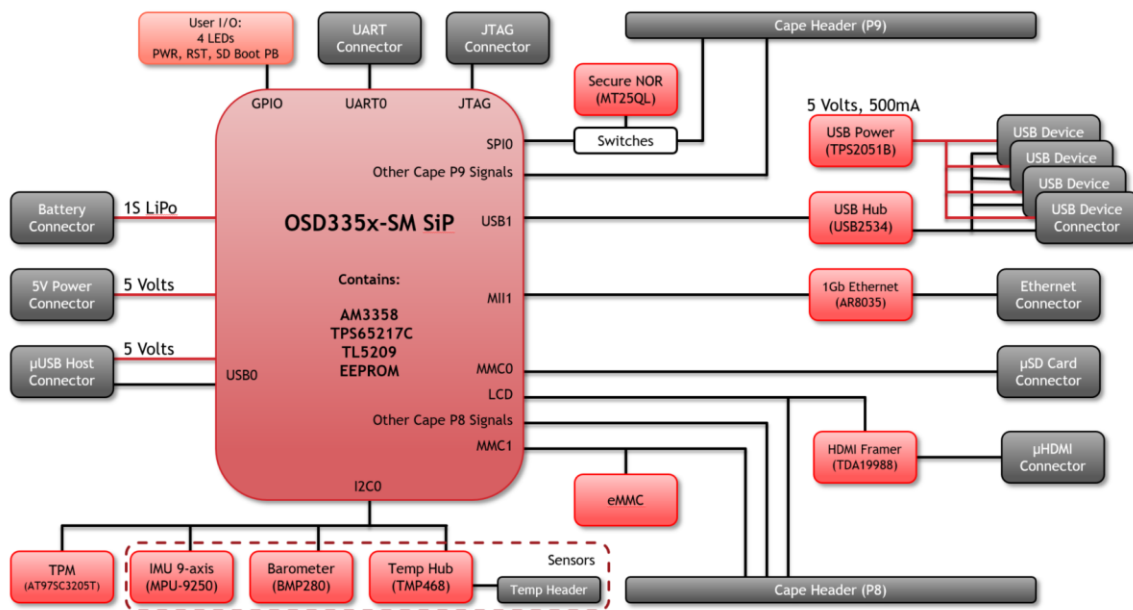 User I/O:
4 LEDs
PWR, RST, SD Boot PB
UART
Connector
JTAG
Connector
Cape Header (P9)
GPIO
UART0
JTAG
Secure NOR
(MT25QL)
SPI0
Switches
5 Volts, 500mA
USB Power
(TPS2051B)
USB Device
USB Device
USB Device
USB Device
Connector
Other Cape P9 Signals
Battery
Connector
1S LiPo
OSD335x-SM SiP
USB1
USB Hub
(USB2534)
Contains:
AM3358
TPS65217C
TL5209
EEPROM
5V Power
Connector
5 Volts
MII1
1Gb Ethernet
(AR8035)
Ethernet
Connector
µUSB Host
Connector
5 Volts
USB0
MMC0
µSD Card
Connector
LCD
Other Cape P8 Signals
MMC1
HDMI Framer
(TDA19988)
µHDMI
Connector
I2C0
eMMC
TPM
(AT97SC3205T)
IMU 9-axis
(MPU-9250)
Barometer
(BMP280)
Temp Hub
(TMP468)
Sensors
Temp Header
Cape Header (P8)